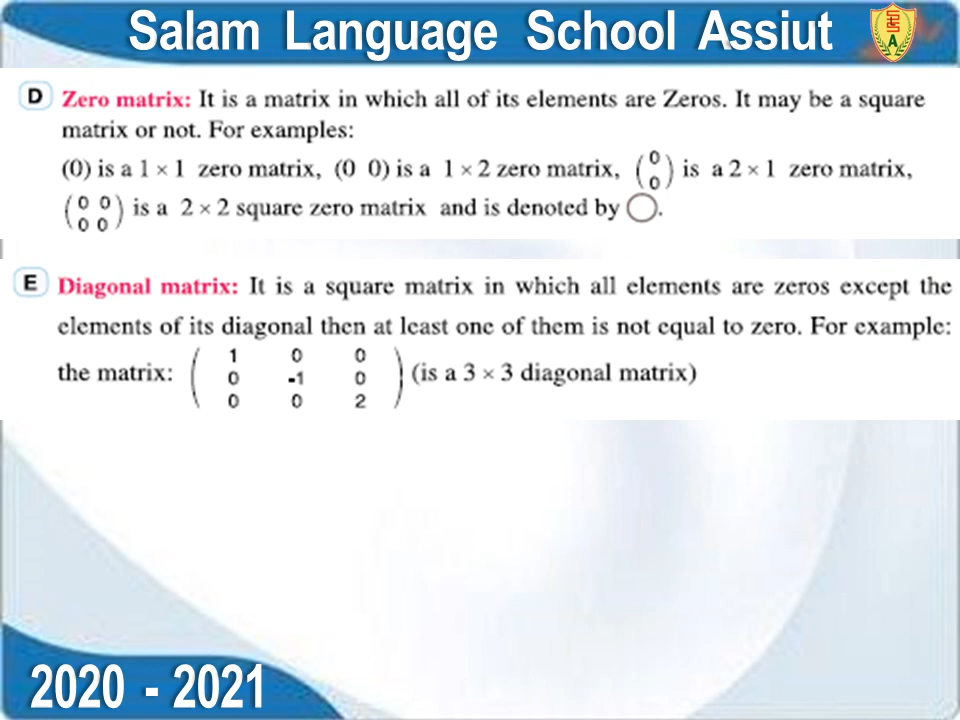 Salam Language School Assiut
A
D Zero matrix: It is a matrix in which all of its elements are Zeros. It may be a square
matrix or not. For examples:
(0) is a 1 × 1 zero matrix, (0 0) is a 1 × 2 zero matrix, (0 0) is a 2 × 1 zero matrix,
(0 0 0 0) is a 2 × 2 square zero matrix and is denoted by ◯.
E Diagonal matrix: It is a square matrix in which all elements are zeros except the
elements of its diagonal then at least one of them is not equal to zero. For example:
1 0 0
the matrix: ( 0 -1 0 ) (is a 3 × 3 diagonal matrix)
0 0 2
2020 - 2021